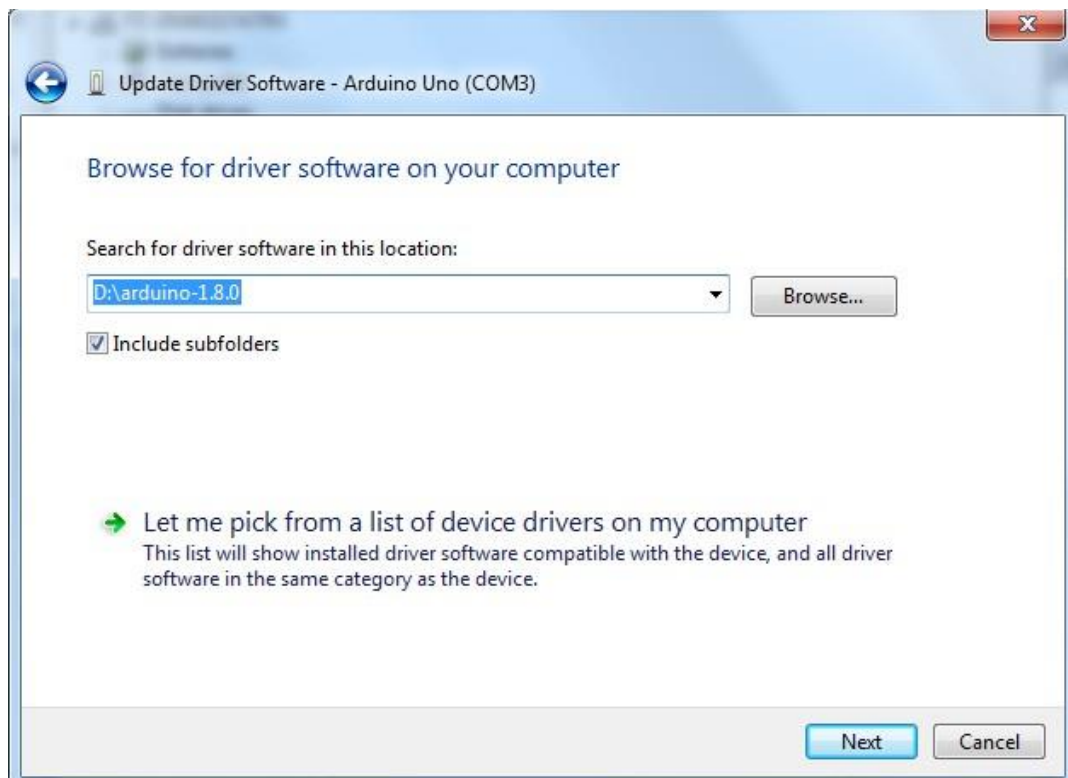 Update Driver Software - Arduino Uno (COM3)
Browse for driver software on your computer
Search for driver software in this location:
D:\arduino-1.8.0
Browse...
Include subfolders
Let me pick from a list of device drivers on my computer
This list will show installed driver software compatible with the device, and all driver
software in the same category as the device.
Next
Cancel